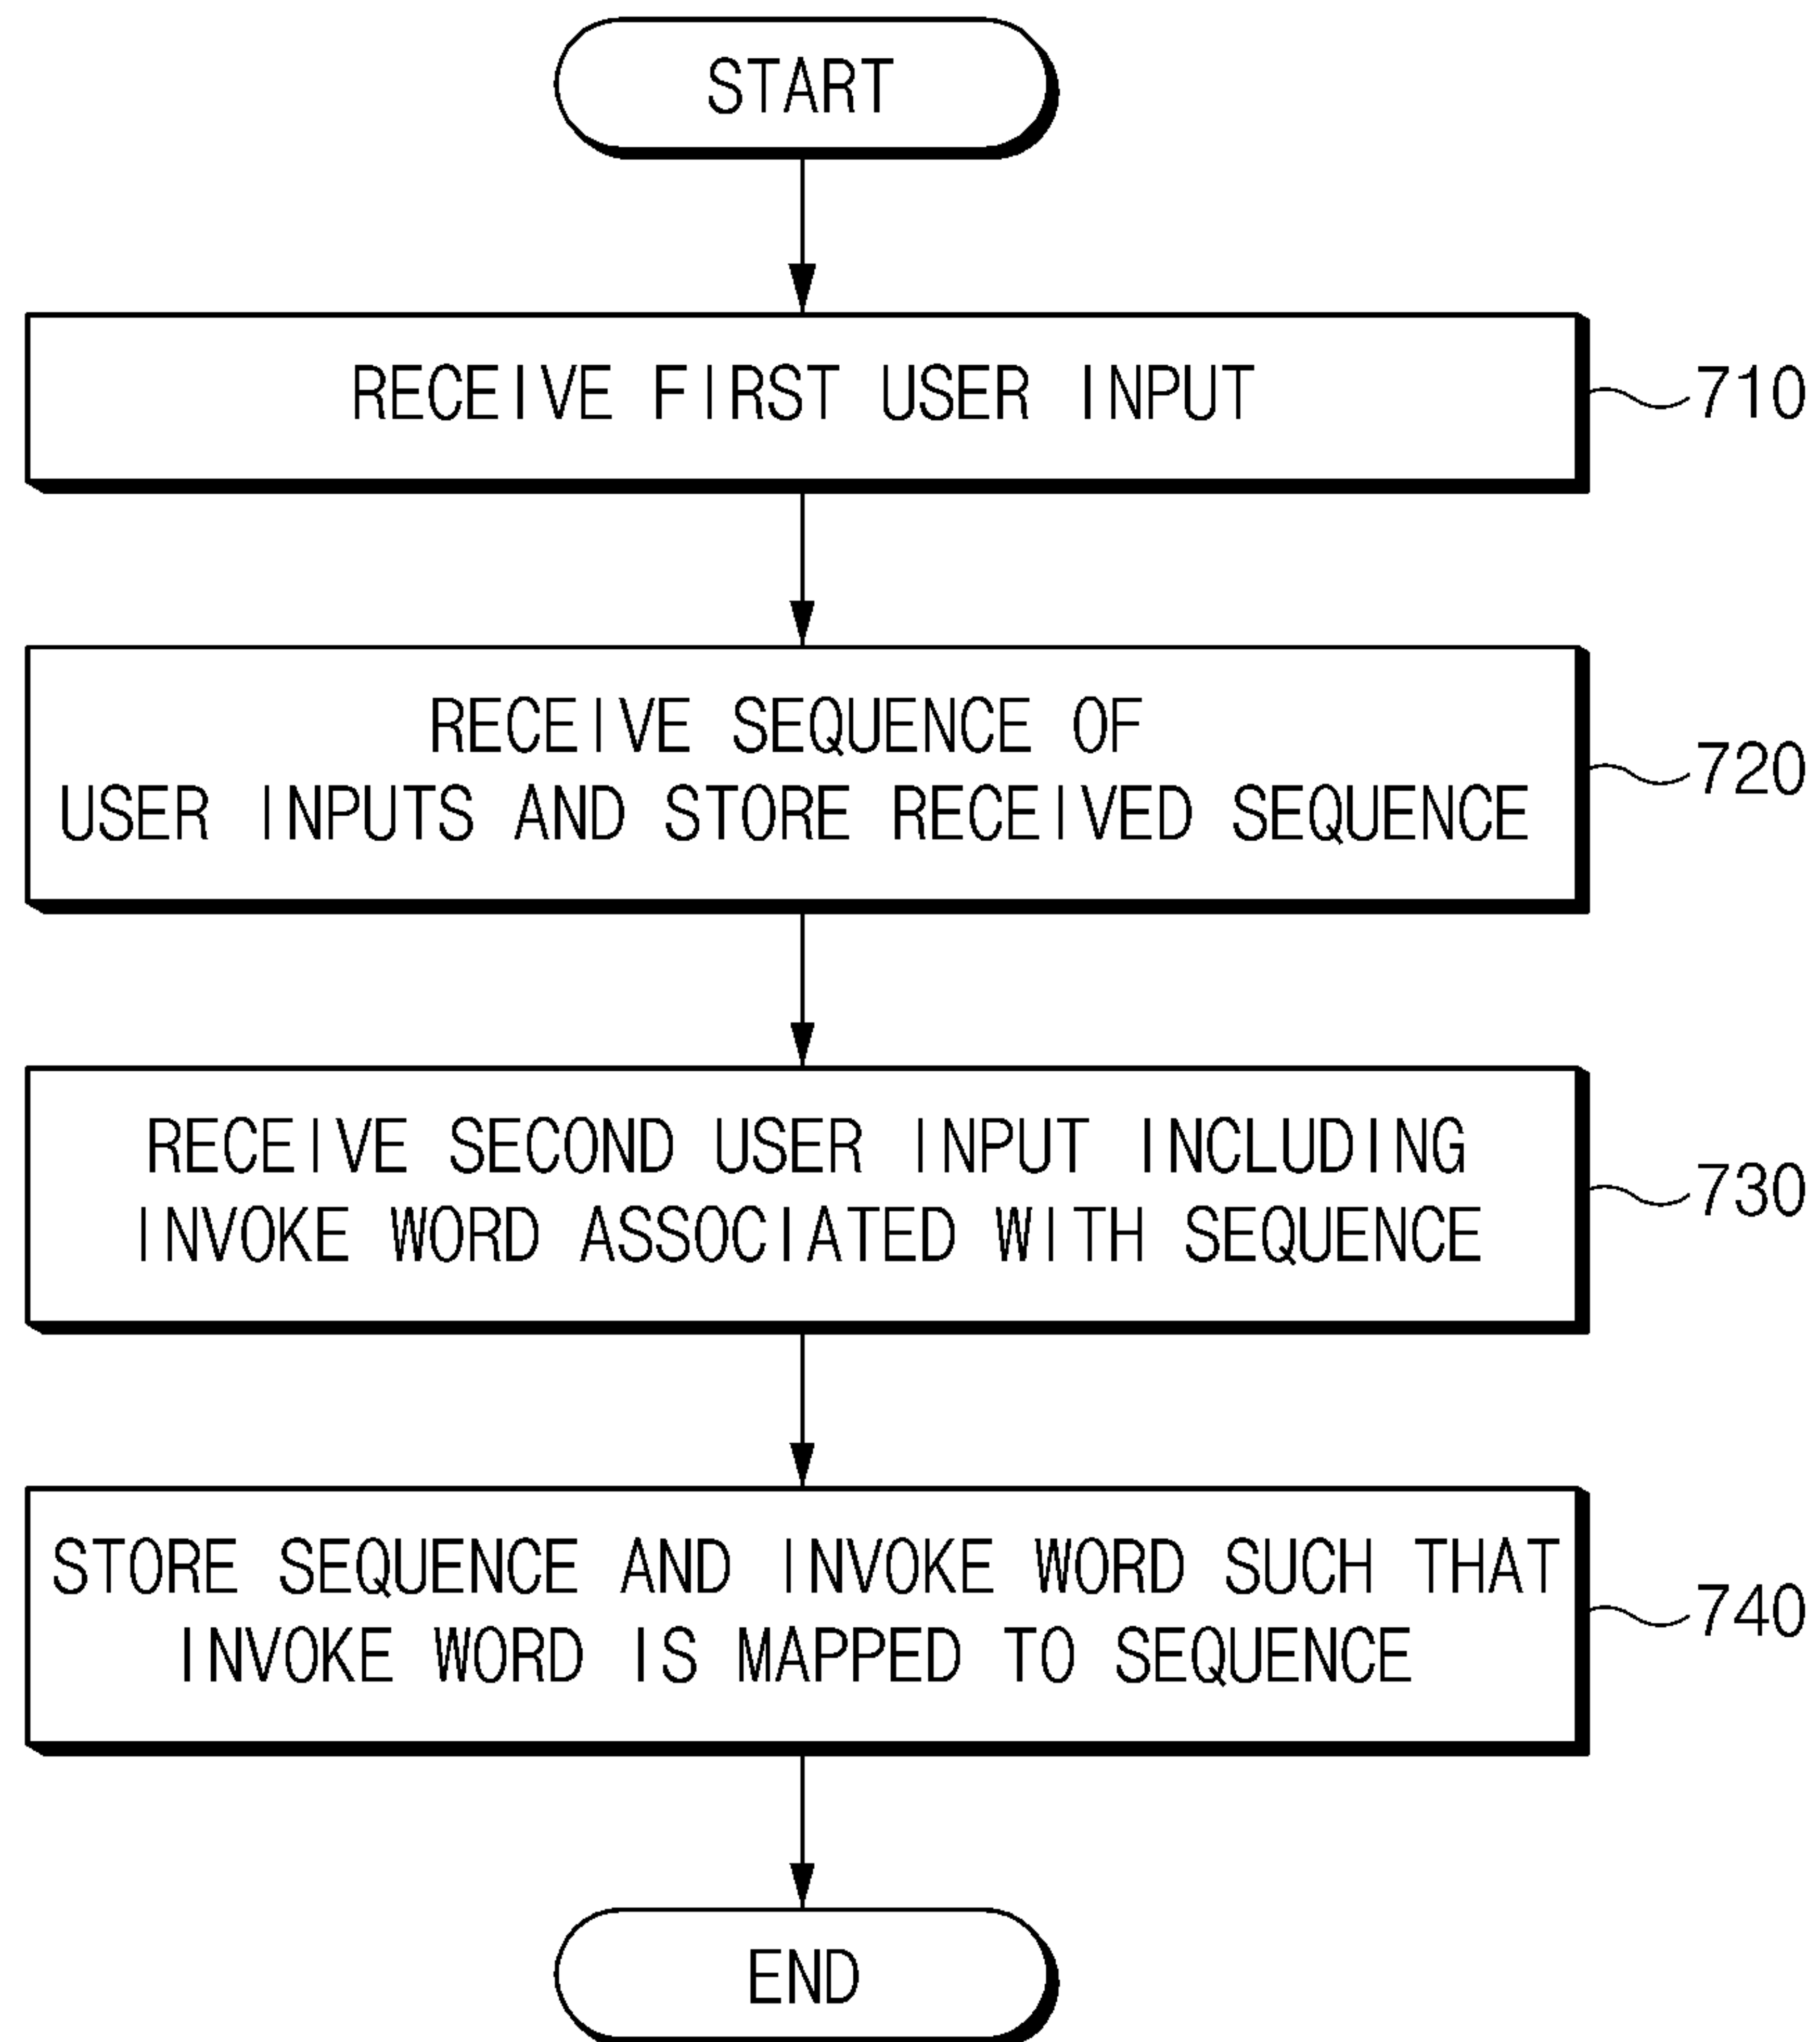 START
RECEIVE FIRST USER INPUT
710
RECEIVE SEQUENCE OF
USER INPUTS AND STORE RECEIVED SEQUENCE
720
RECEIVE SECOND USER INPUT INCLUDING
INVOKE WORD ASSOCIATED WITH SEQUENCE
730
STORE SEQUENCE AND INVOKE WORD SUCH THAT
INVOKE WORD IS MAPPED TO SEQUENCE
740
END